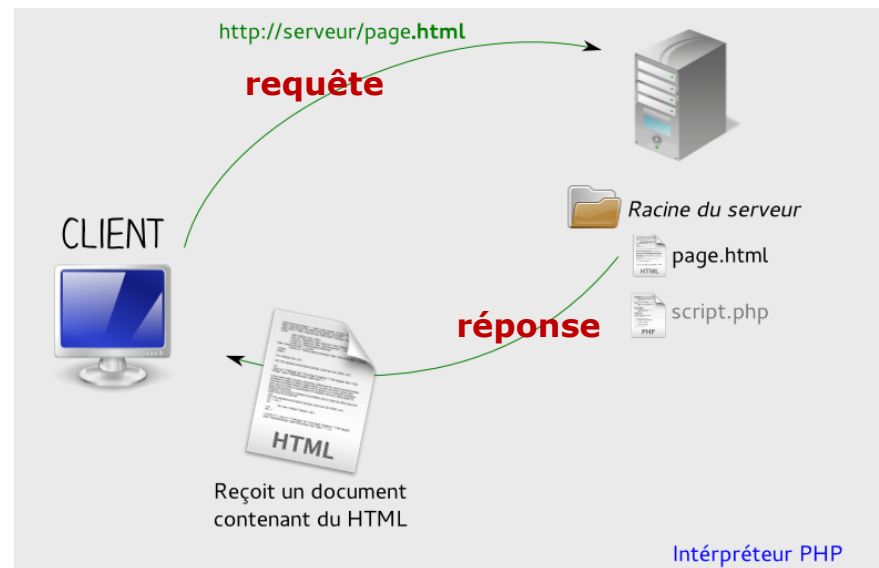 http://serveur/page.html
requête
CLIENT
Racine du serveur
page.html
HTML
script.php
PHP
réponse
HTML
Reçoit un document
contenant du HTML
Intérpréteur PHP